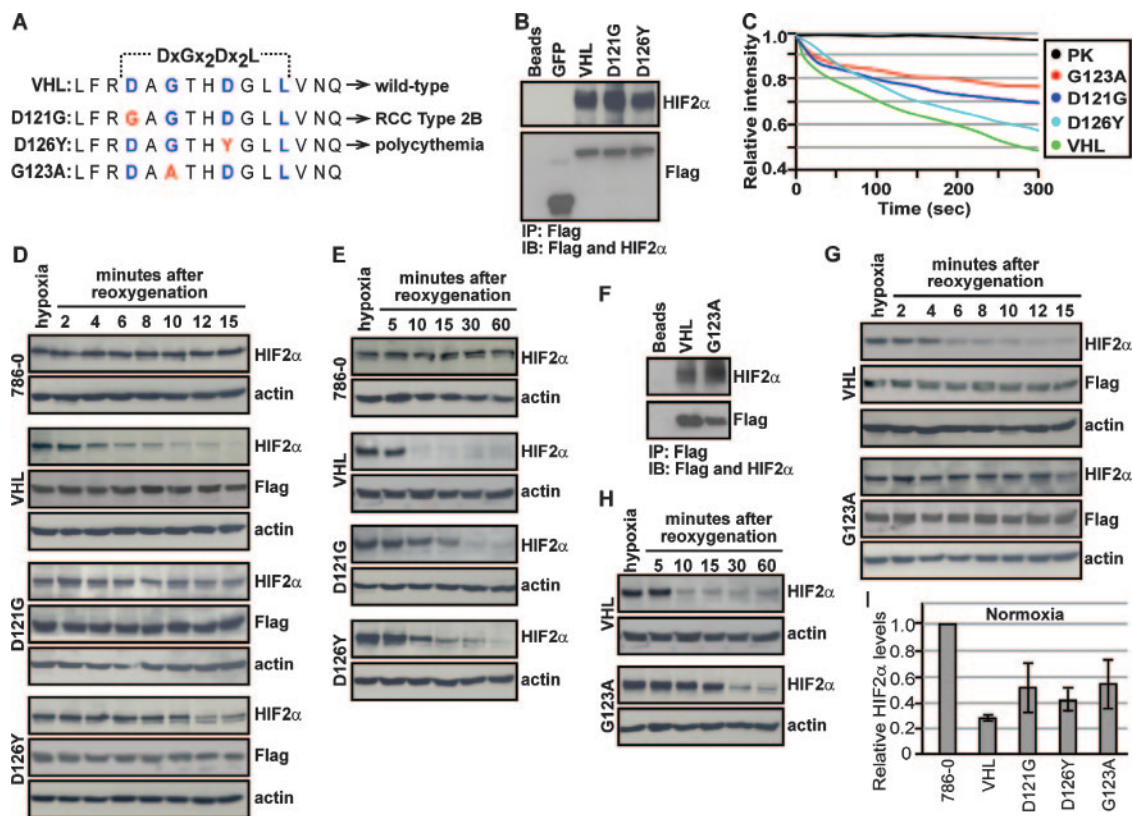 A
DxGx2Dx2L
VHL: L F R D A G T H D G L L V N Q → wild-type
D121G: L F R G A G T H D G L L V N Q → RCC Type 2B
D126Y: L F R D A G T H Y G L L V N Q → polycythemia
G123A: L F R D A A T H D G L L V N Q
B
Beads GFP VHL D121G D126Y
HIF2α
Flag
IP: Flag
IB: Flag and HIF2α
C
Relative intensity
1.0
0.8
0.6
0.4
0 100 200 300
Time (sec)
PK
G123A
D121G
D126Y
VHL
D
hypoxia
minutes after
reoxygenation
2 4 6 8 10 12 15
786-0
HIF2α
actin
VHL
HIF2α
Flag
actin
D121G
HIF2α
Flag
actin
D126Y
HIF2α
Flag
actin
E
hypoxia
minutes after
reoxygenation
5 10 15 30 60
786-0
HIF2α
actin
VHL
HIF2α
actin
D121G
HIF2α
actin
D126Y
HIF2α
actin
F
Beads VHL G123A
HIF2α
Flag
IP: Flag
IB: Flag and HIF2α
G
hypoxia
minutes after
reoxygenation
2 4 6 8 10 12 15
VHL
HIF2α
Flag
actin
G123A
HIF2α
Flag
actin
H
hypoxia
minutes after
reoxygenation
5 10 15 30 60
VHL
HIF2α
actin
G123A
HIF2α
actin
I
Normoxia
Relative HIF2α levels
1.0
0.8
0.6
0.4
0.2
0
786-0 VHL D121G D126Y G123A